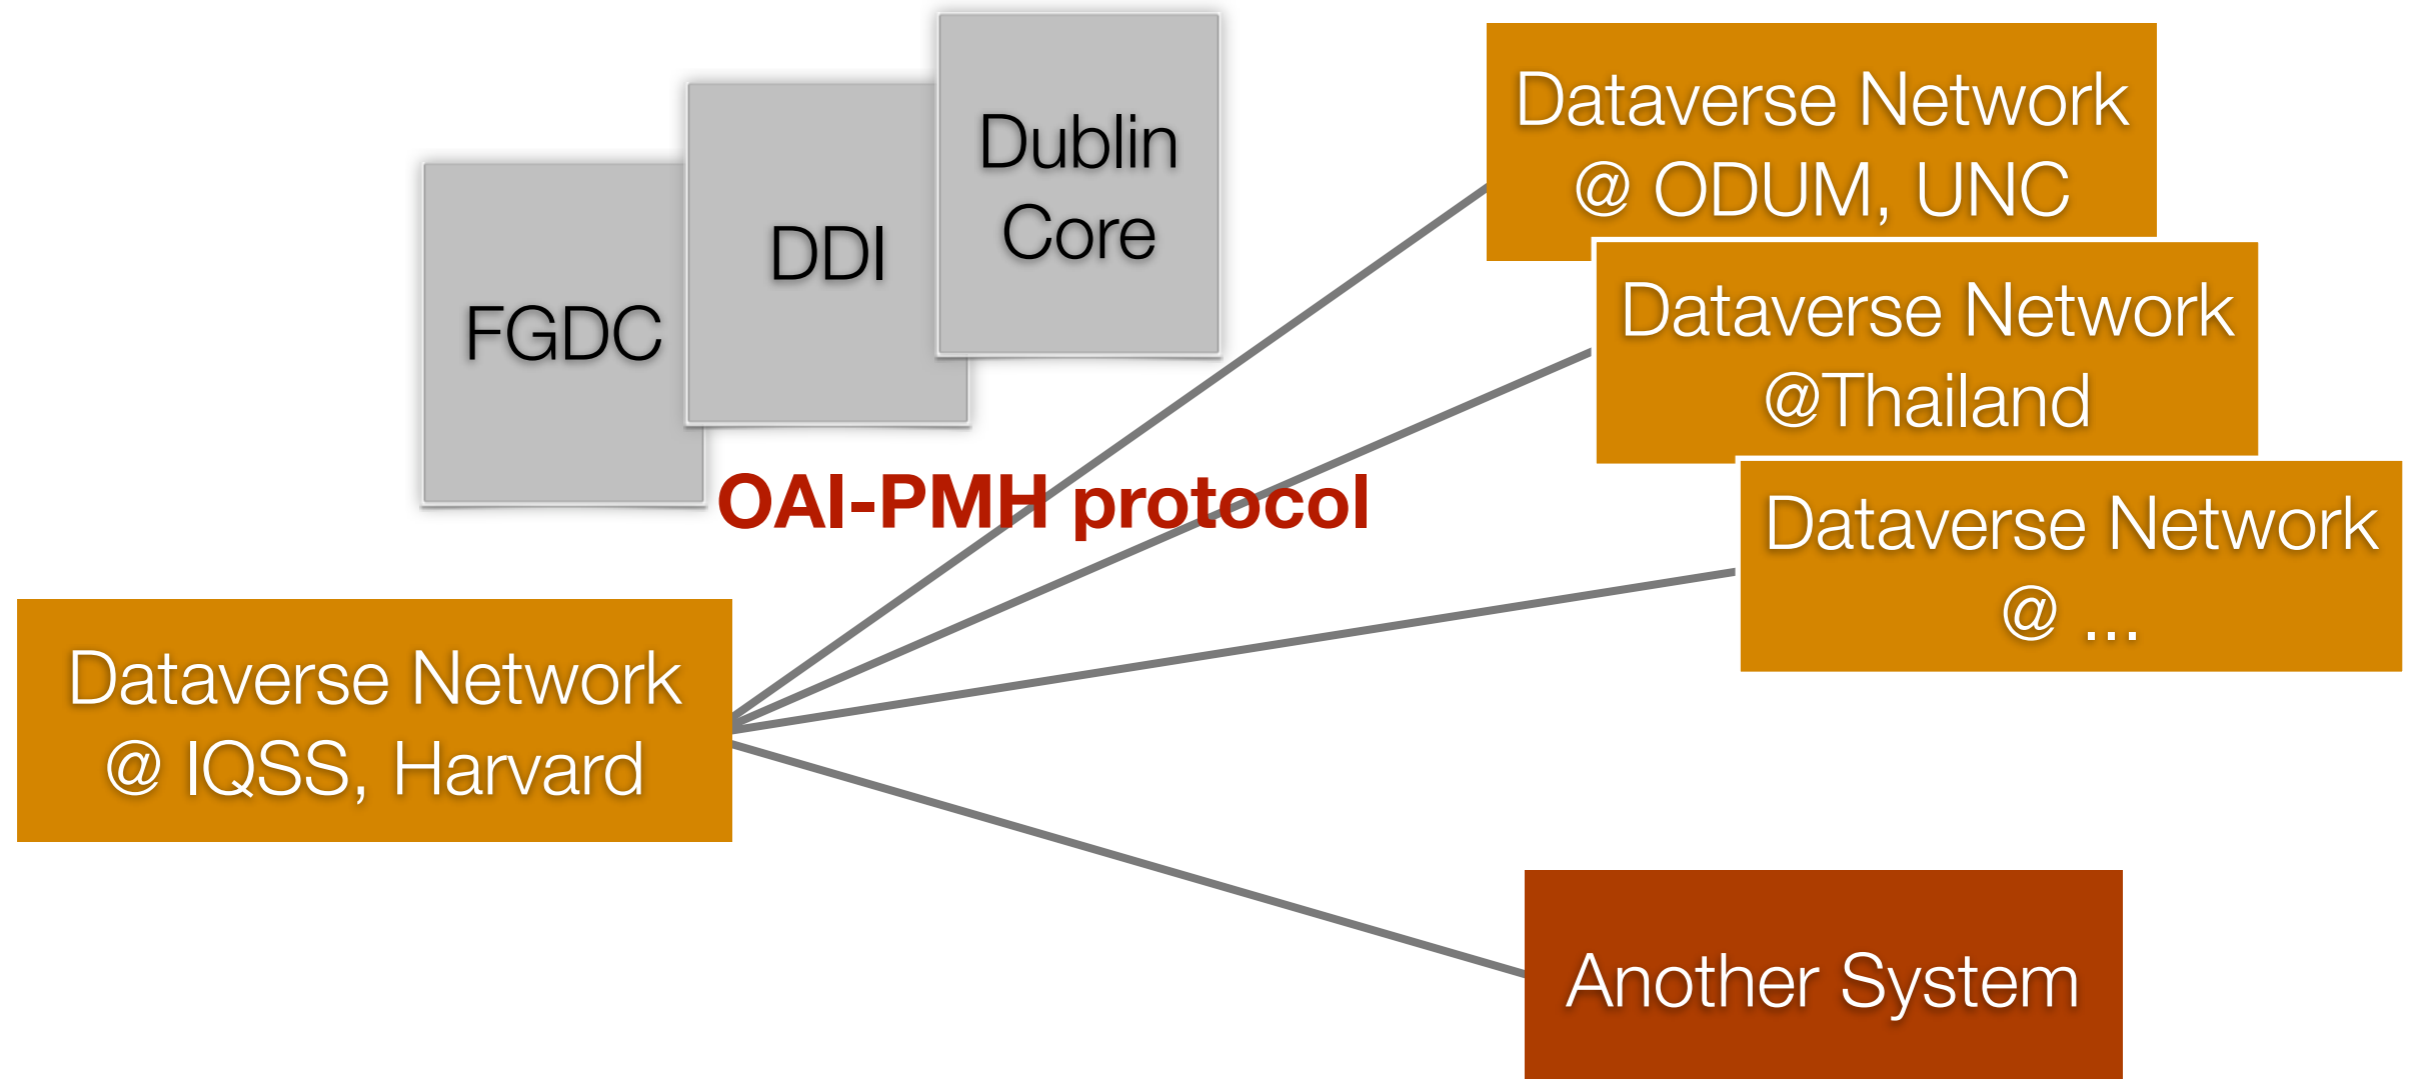 FGDC
DDI
Dublin
Core
OAI-PMH protocol
Dataverse Network
@ IQSS, Harvard
Dataverse Network
@ ODUM, UNC
Dataverse Network
@Thailand
Dataverse Network
@ ...
Another System